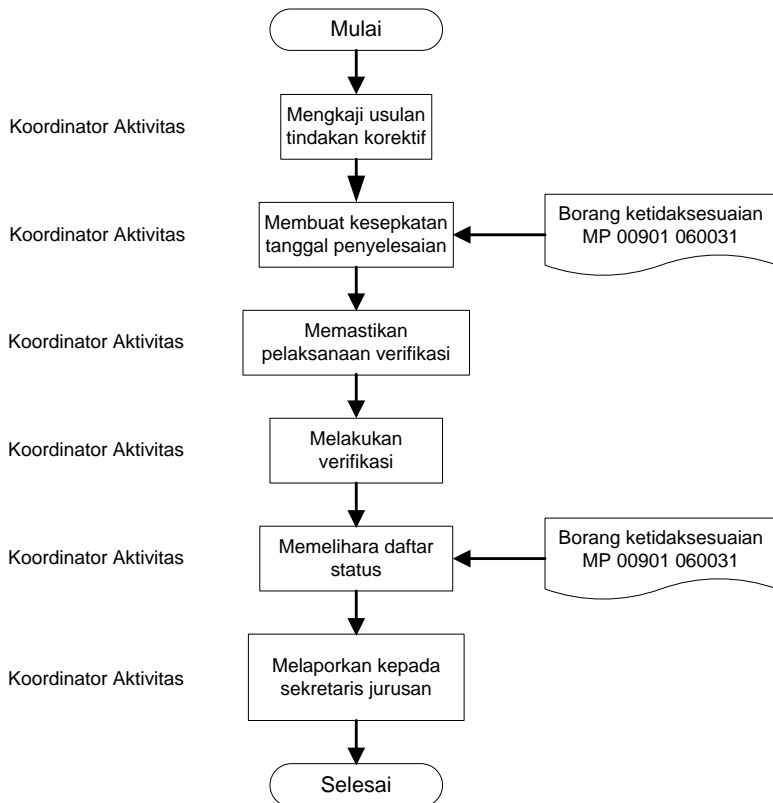 Mulai
Koordinator Aktivitas
Mengkaji usulan
tindakan korektif
Koordinator Aktivitas
Membuat kesepkatan
tanggal penyelesaian
Borang ketidaksesuaian
MP 00901 060031
Koordinator Aktivitas
Memastikan
pelaksanaan verifikasi
Koordinator Aktivitas
Melakukan
verifikasi
Koordinator Aktivitas
Memelihara daftar
status
Borang ketidaksesuaian
MP 00901 060031
Koordinator Aktivitas
Melaporkan kepada
sekretaris jurusan
Selesai